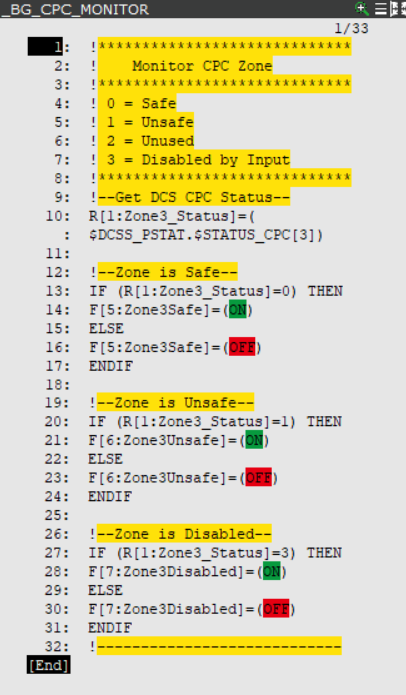 _BG_CPC_MONITOR
1/33
1: !*****************************
2: !    Monitor CPC Zone
3: !*****************************
4: ! 0 = Safe
5: ! 1 = Unsafe
6: ! 2 = Unused
7: ! 3 = Disabled by Input
8: !*****************************
9: !--Get DCS CPC Status--
10: R[1:Zone3_Status]=(
: $DCSS_PSTAT.$STATUS_CPC[3])
11:
12: !--Zone is Safe--
13: IF (R[1:Zone3_Status]=0) THEN
14: F[5:Zone3Safe]=(ON)
15: ELSE
16: F[5:Zone3Safe]=(OFF)
17: ENDIF
18:
19: !--Zone is Unsafe--
20: IF (R[1:Zone3_Status]=1) THEN
21: F[6:Zone3Unsafe]=(ON)
22: ELSE
23: F[6:Zone3Unsafe]=(OFF)
24: ENDIF
25:
26: !--Zone is Disabled--
27: IF (R[1:Zone3_Status]=3) THEN
28: F[7:Zone3Disabled]=(ON)
29: ELSE
30: F[7:Zone3Disabled]=(OFF)
31: ENDIF
32: !----------------------------
[End]